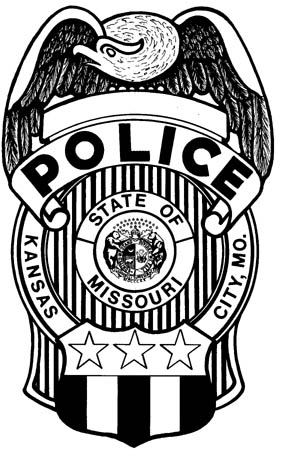 POLICE
STATE OF
MISSOURI
KANSAS
CITY, MO.